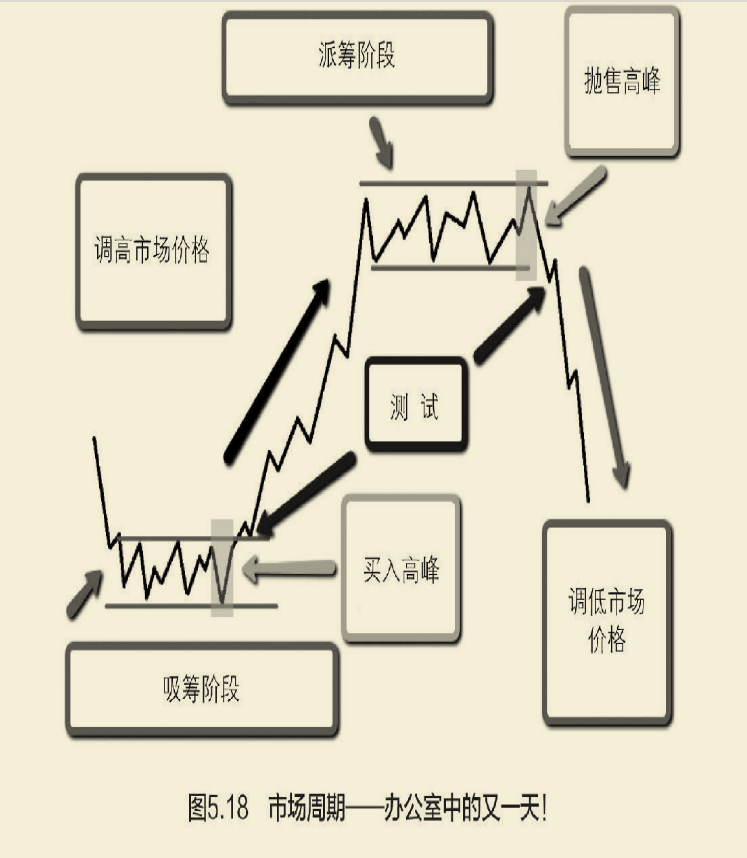 派筹阶段
抛售高峰
调高市场价格
测 试
买入高峰
调低市场
价格
吸筹阶段
图5.18 市场周期——办公室中的又一天!